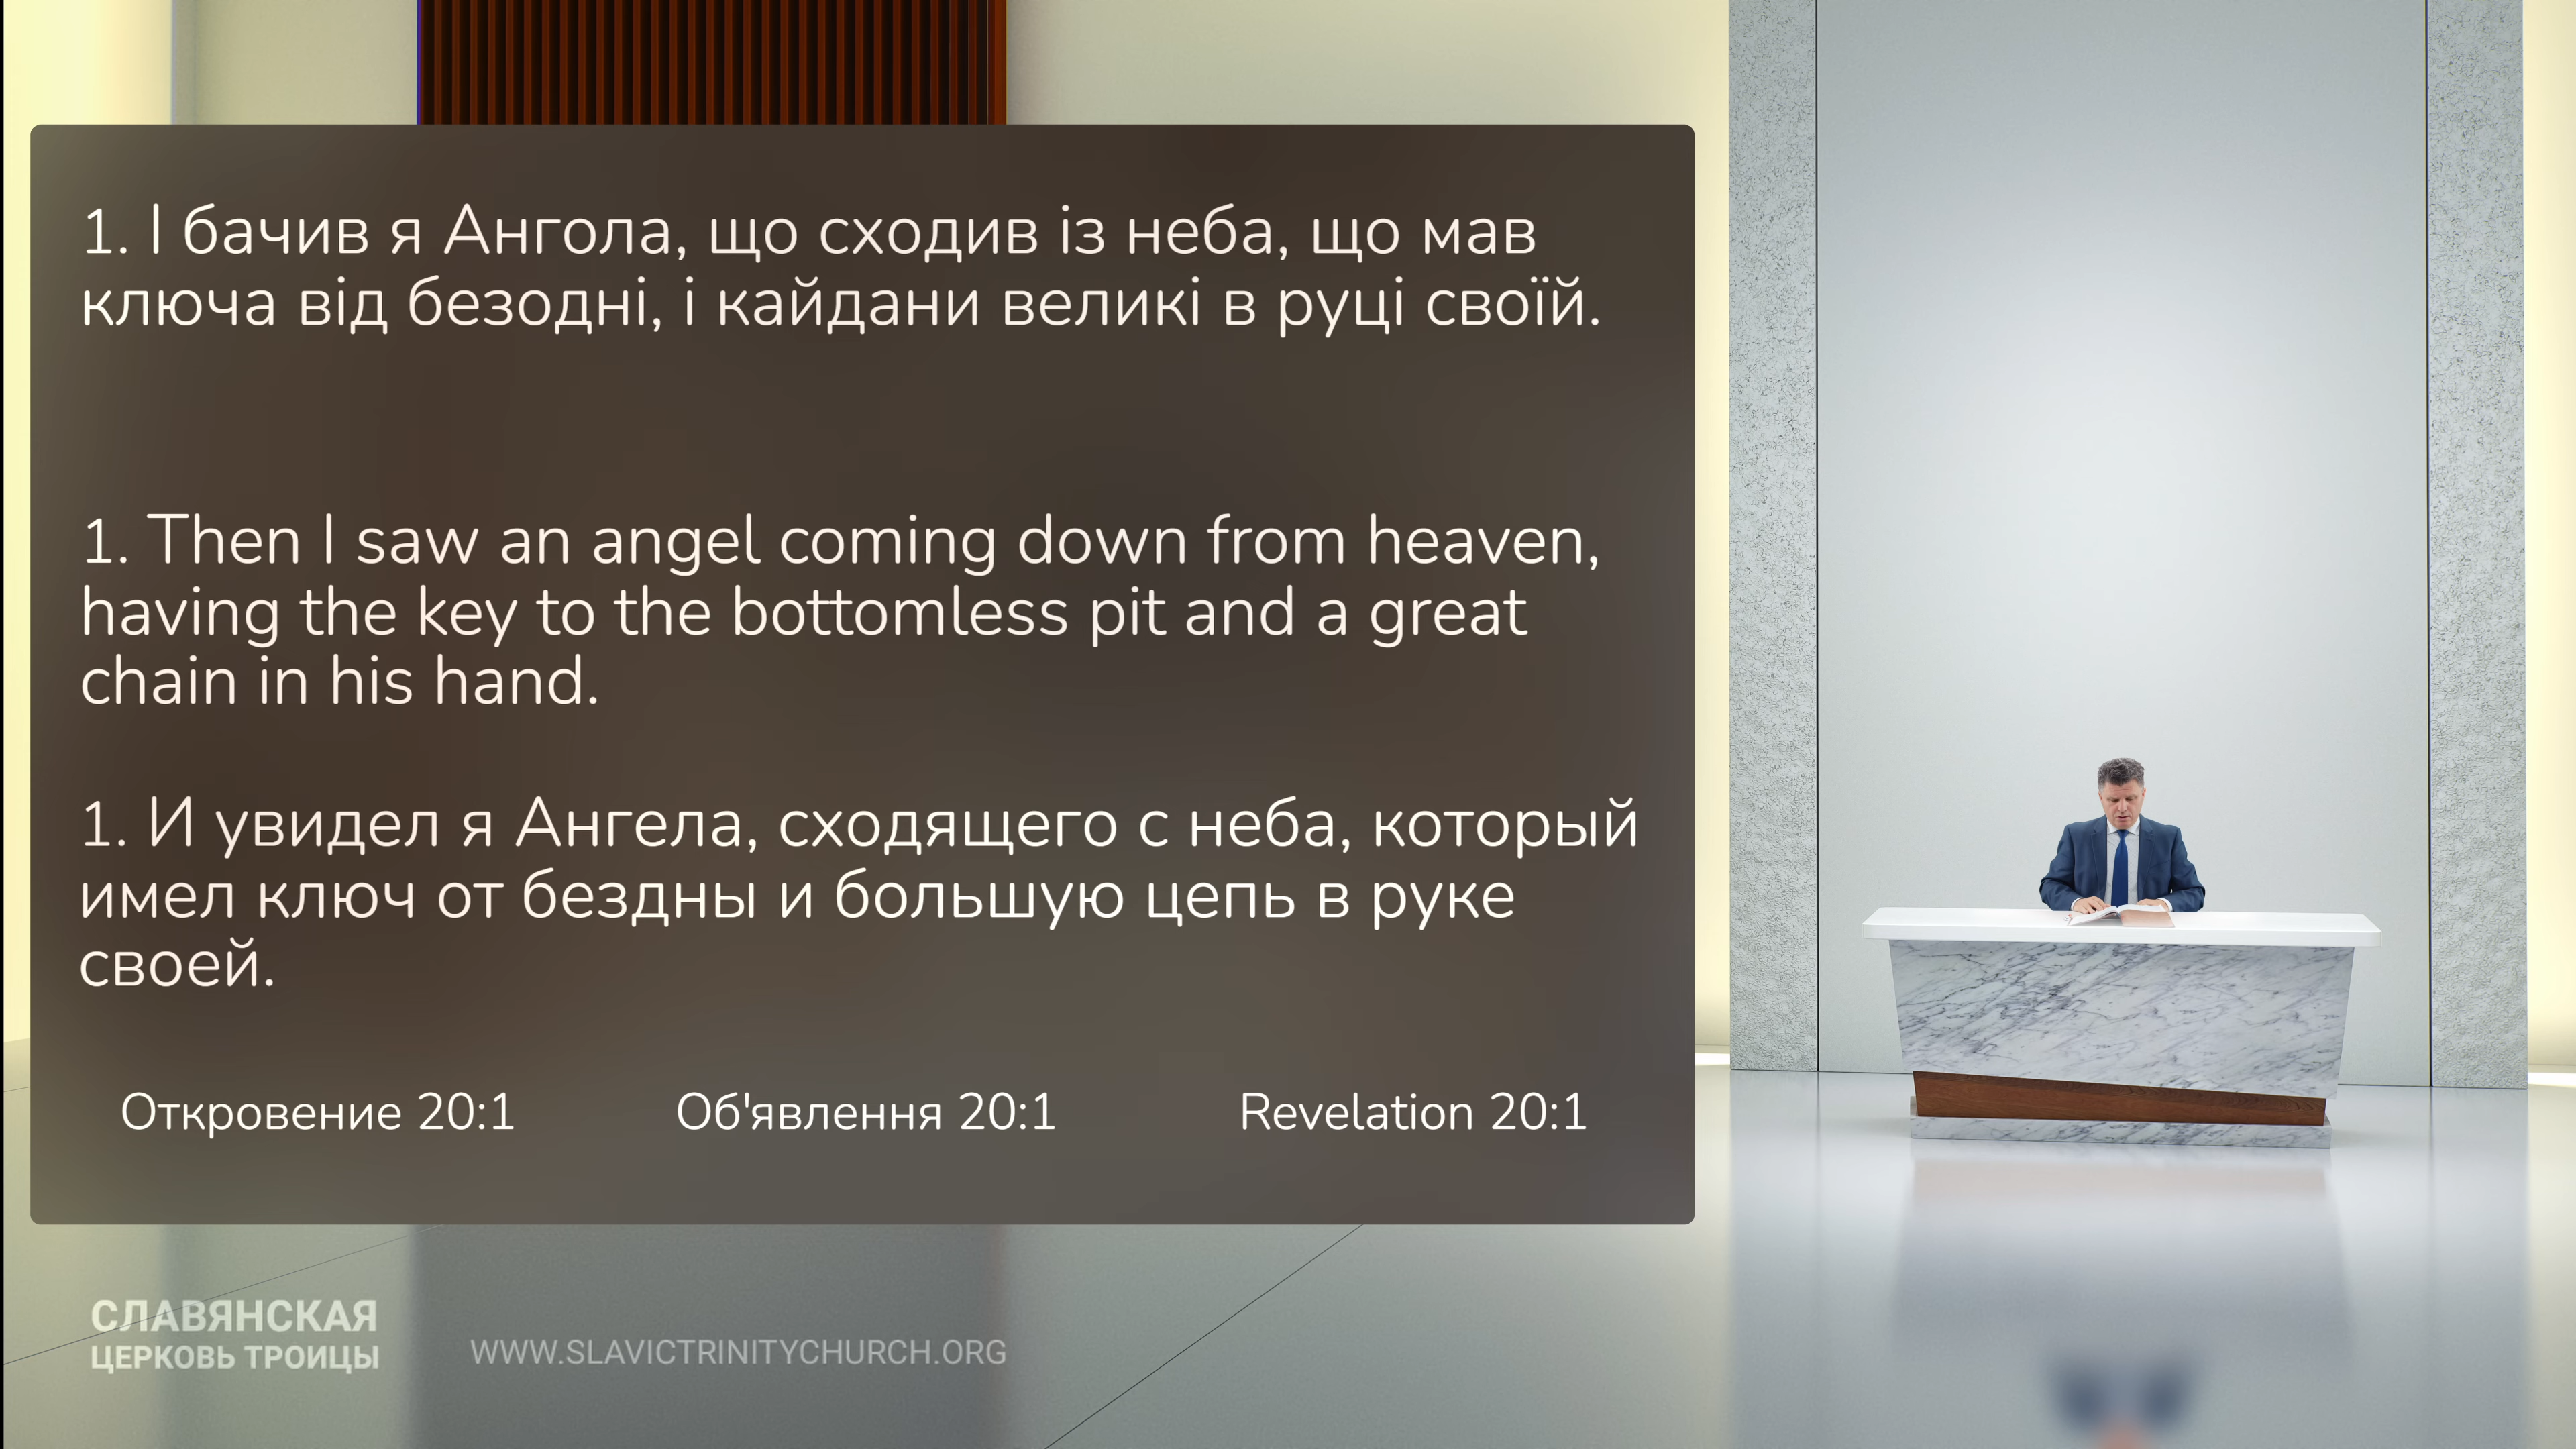 1. І бачив я Ангола, що сходив із неба, що мав
ключа від безодні, і кайдани великі в руці своїй.
1. Then I saw an angel coming down from heaven,
having the key to the bottomless pit and a great
chain in his hand.
1. И увидел я Ангела, сходящего с неба, который
имел ключ от бездны и большую цепь в руке
своей.
Откровение 20:1 Об'явлення 20:1 Revelation 20:1
СЛАВЯНСКАЯ
ЦЕРКОВЬ ТРОИЦЫ
WWW.SLAVICTRINITYCHURCH.ORG